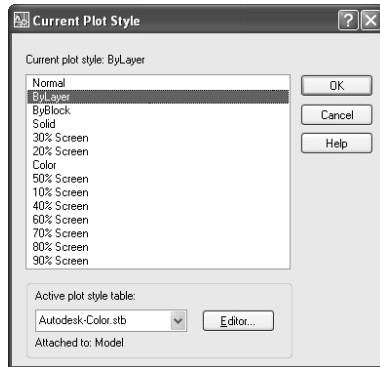 Current Plot Style
Current plot style: ByLayer
Normal
ByLayer
ByBlock
Solid
30% Screen
20% Screen
Color
50% Screen
10% Screen
40% Screen
60% Screen
70% Screen
80% Screen
90% Screen
OK
Cancel
Help
Active plot style table:
Autodesk-Color.stb
Editor...
Attached to: Model